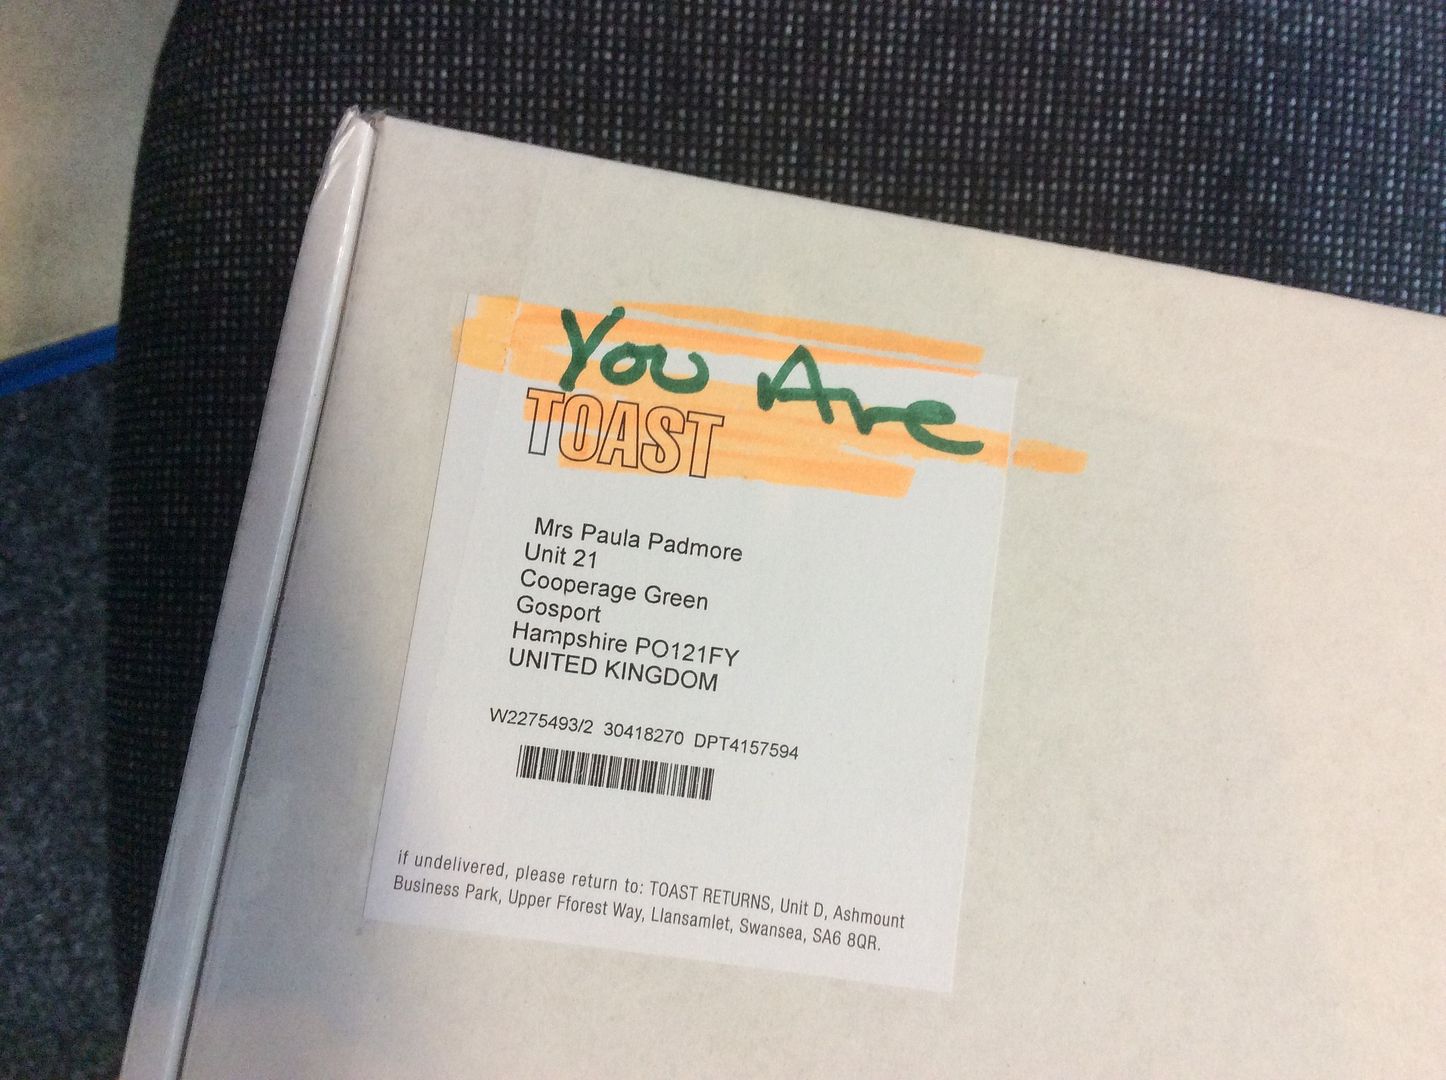 You Are
TOAST
Mrs Paula Padmore
Unit 21
Cooperage Green
Gosport
Hampshire PO121FY
UNITED KINGDOM
W2275493/2 30418270 DPT4157594
if undelivered, please return to: TOAST RETURNS, Unit D, Ashmount
Business Park, Upper Fforest Way, Llansamlet, Swansea, SA6 8QR.